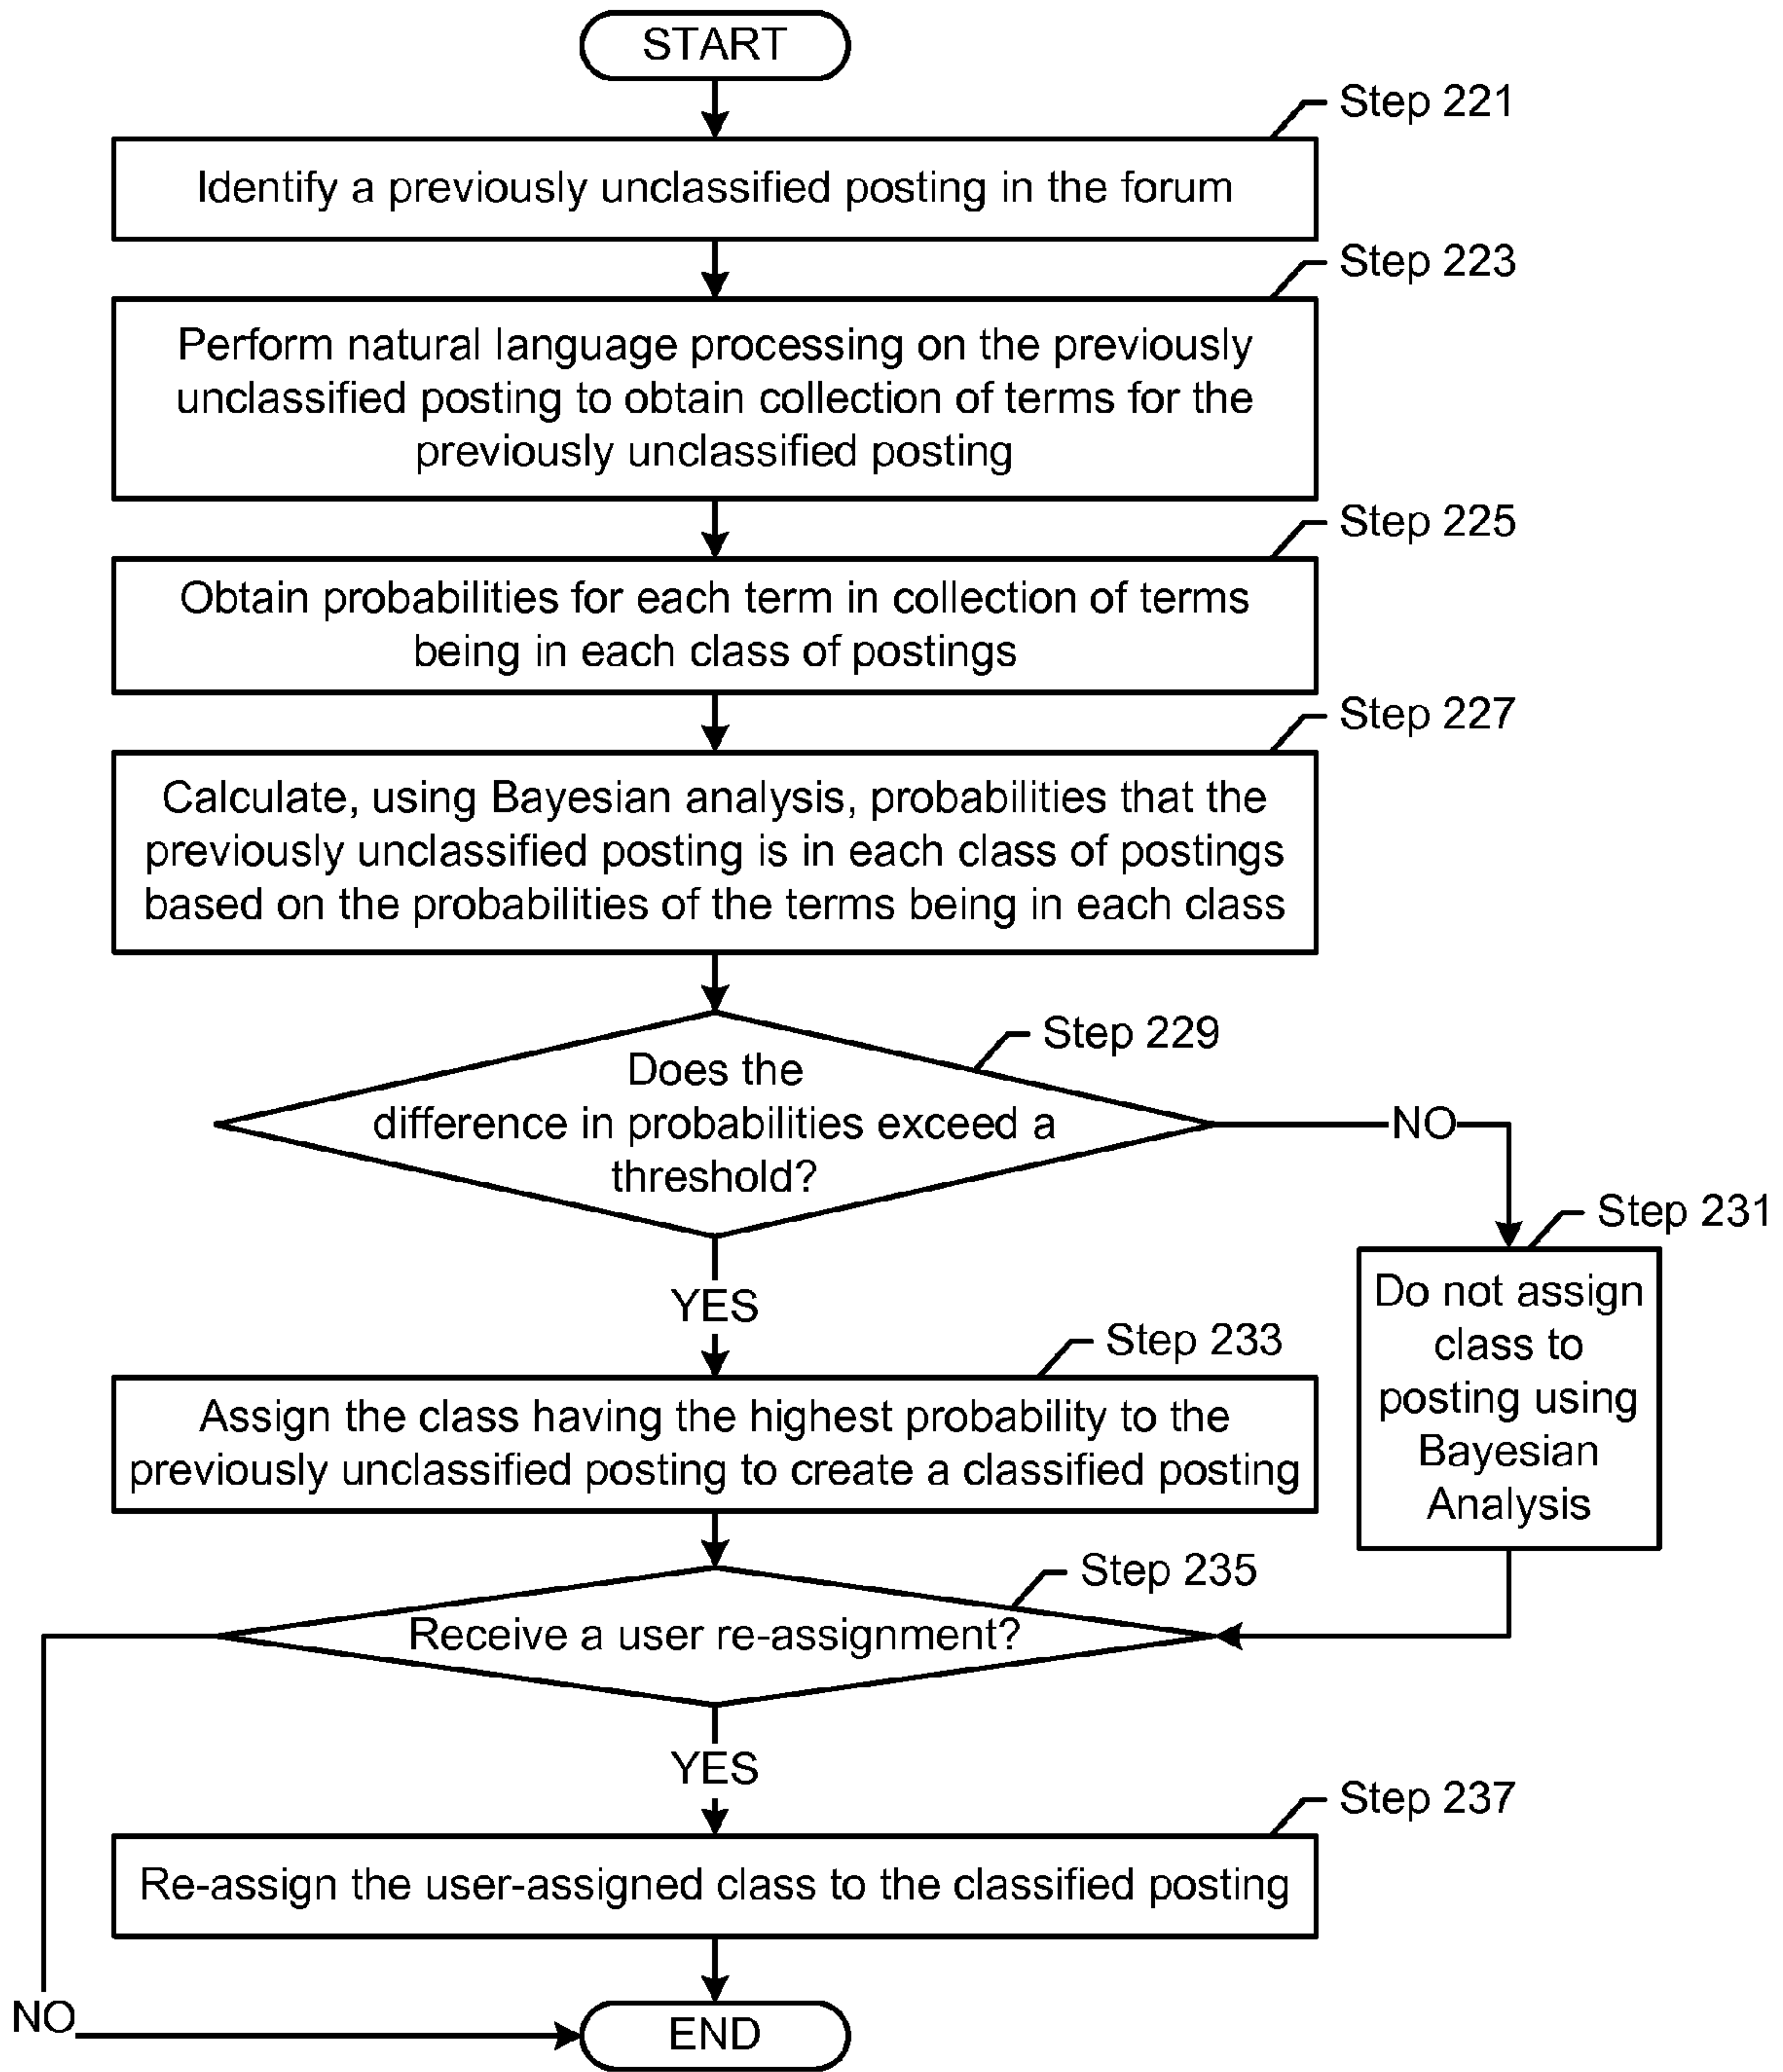 START
Step 221
Identify a previously unclassified posting in the forum
Step 223
Perform natural language processing on the previously
unclassified posting to obtain collection of terms for the
previously unclassified posting
Step 225
Obtain probabilities for each term in collection of terms
being in each class of postings
Step 227
Calculate, using Bayesian analysis, probabilities that the
previously unclassified posting is in each class of postings
based on the probabilities of the terms being in each class
Step 229
Does the
difference in probabilities exceed a
threshold?
NO
Step 231
Do not assign
class to
posting using
Bayesian
Analysis
YES
Step 233
Assign the class having the highest probability to the
previously unclassified posting to create a classified posting
Step 235
Receive a user re-assignment?
YES
Step 237
Re-assign the user-assigned class to the classified posting
NO
END